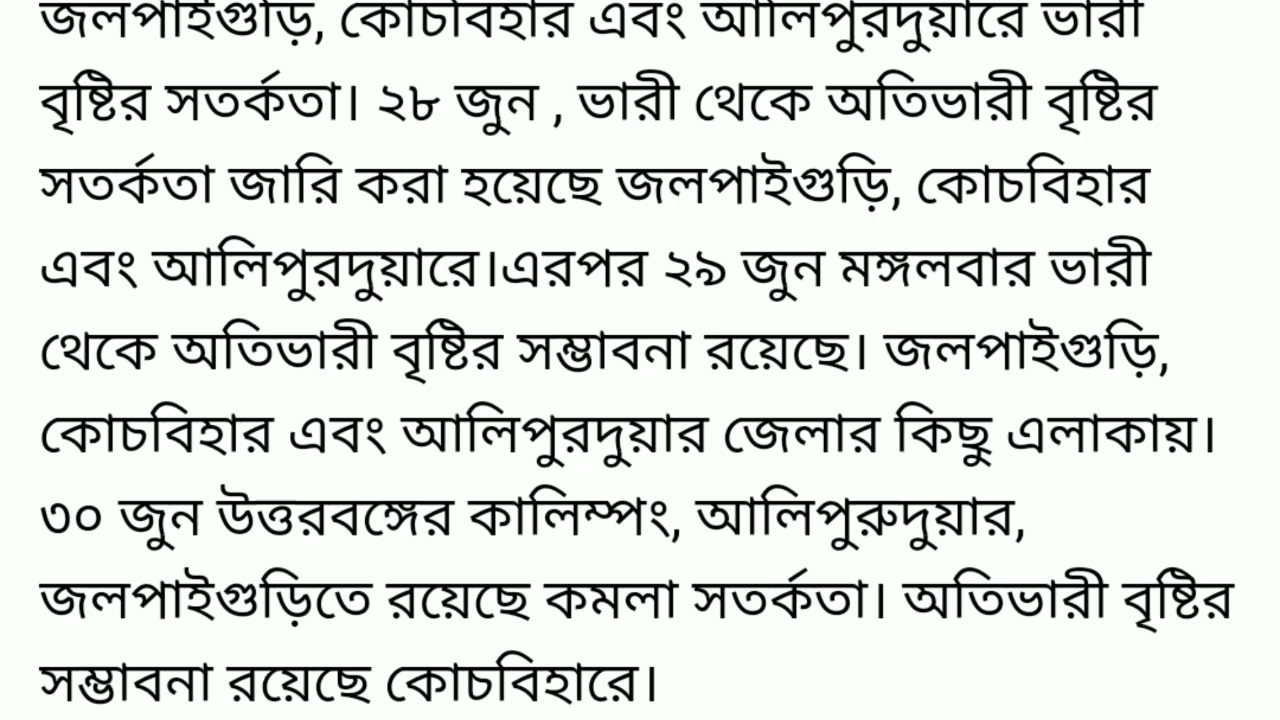 জলপাইগুড়ি, কোচবিহার এবং আলিপুরদুয়ারে ভারী
বৃষ্টির সতর্কতা। ২৮ জুন , ভারী থেকে অতিভারী বৃষ্টির
সতর্কতা জারি করা হয়েছে জলপাইগুড়ি, কোচবিহার
এবং আলিপুরদুয়ারে।এরপর ২৯ জুন মঙ্গলবার ভারী
থেকে অতিভারী বৃষ্টির সম্ভাবনা রয়েছে। জলপাইগুড়ি,
কোচবিহার এবং আলিপুরদুয়ার জেলার কিছু এলাকায়।
৩০ জুন উত্তরবঙ্গের কালিম্পং, আলিপুরুদুয়ার,
জলপাইগুড়িতে রয়েছে কমলা সতর্কতা। অতিভারী বৃষ্টির
সম্ভাবনা রয়েছে কোচবিহারে।